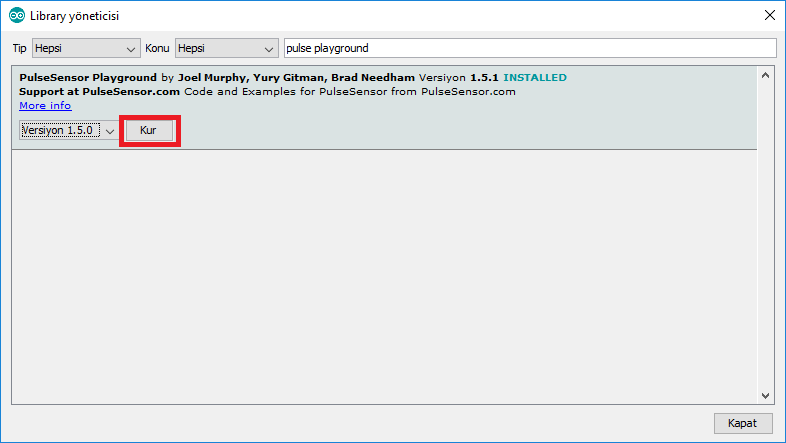 Library yöneticisi
Tip Hepsi Konu Hepsi pulse playground
PulseSensor Playground by Joel Murphy, Yury Gitman, Brad Needham Versiyon 1.5.1 INSTALLED
Support at PulseSensor.com Code and Examples for PulseSensor from PulseSensor.com
More info
Versiyon 1.5.0 Kur
Kapat